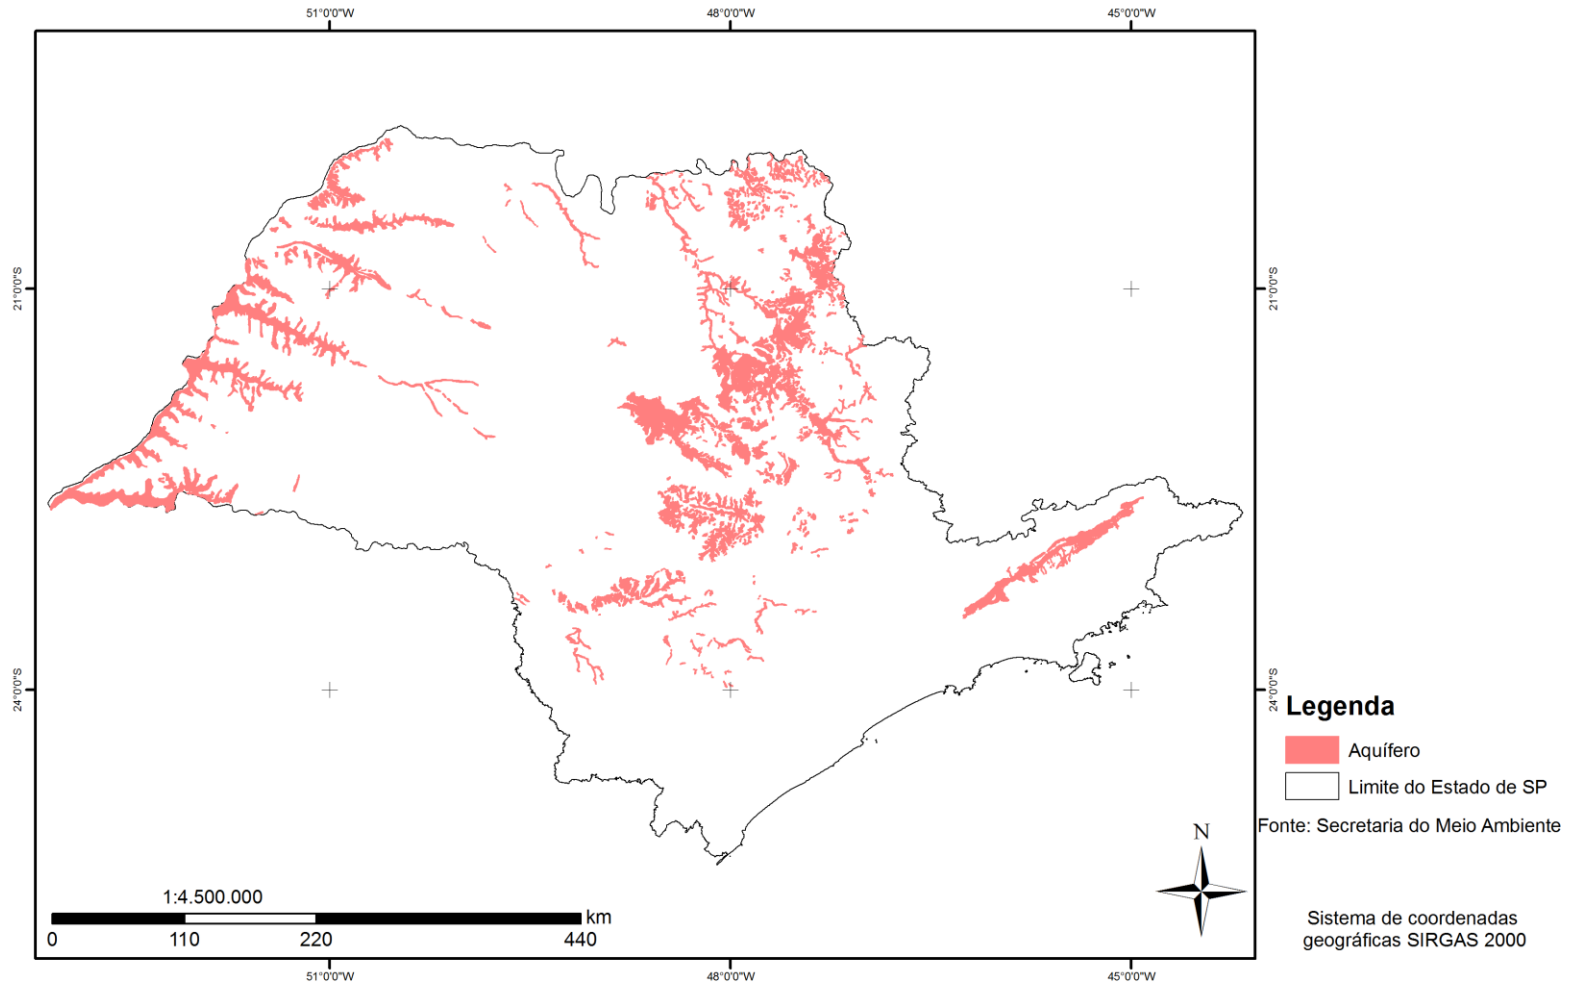 51°0'0"W 48°0'0"W 45°0'0"W
21°0'0"S 21°0'0"S
24°0'0"S 24°0'0"S
Legenda
Aquífero
Limite do Estado de SP
Fonte: Secretaria do Meio Ambiente
N
1:4.500.000
km
0 110 220 440
Sistema de coordenadas
geográficas SIRGAS 2000
51°0'0"W 48°0'0"W 45°0'0"W